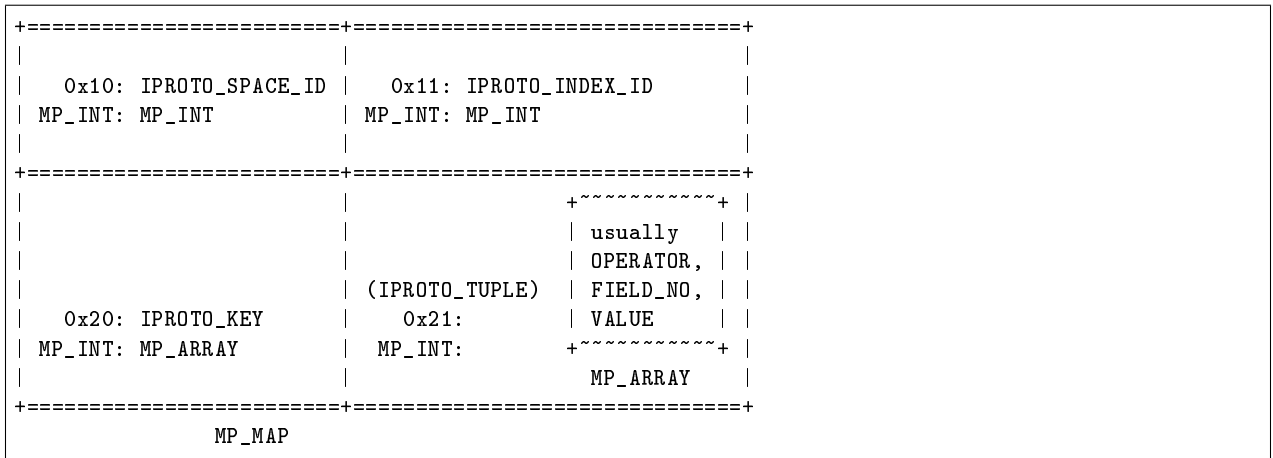 +=========================+===============================+
|                         |                               |
|   0x10: IPROTO_SPACE_ID |   0x11: IPROTO_INDEX_ID       |
| MP_INT: MP_INT          | MP_INT: MP_INT                |
|                         |                               |
+=========================+===============================+
|                         |                 +~~~~~~~~~~~+ |
|                         |                 | usually   | |
|                         |                 | OPERATOR, | |
|                         | (IPROTO_TUPLE)  | FIELD_NO, | |
|   0x20: IPROTO_KEY      |    0x21:        | VALUE     | |
| MP_INT: MP_ARRAY        |  MP_INT:        +~~~~~~~~~~~+ |
|                         |                   MP_ARRAY    |
+=========================+===============================+
                MP_MAP